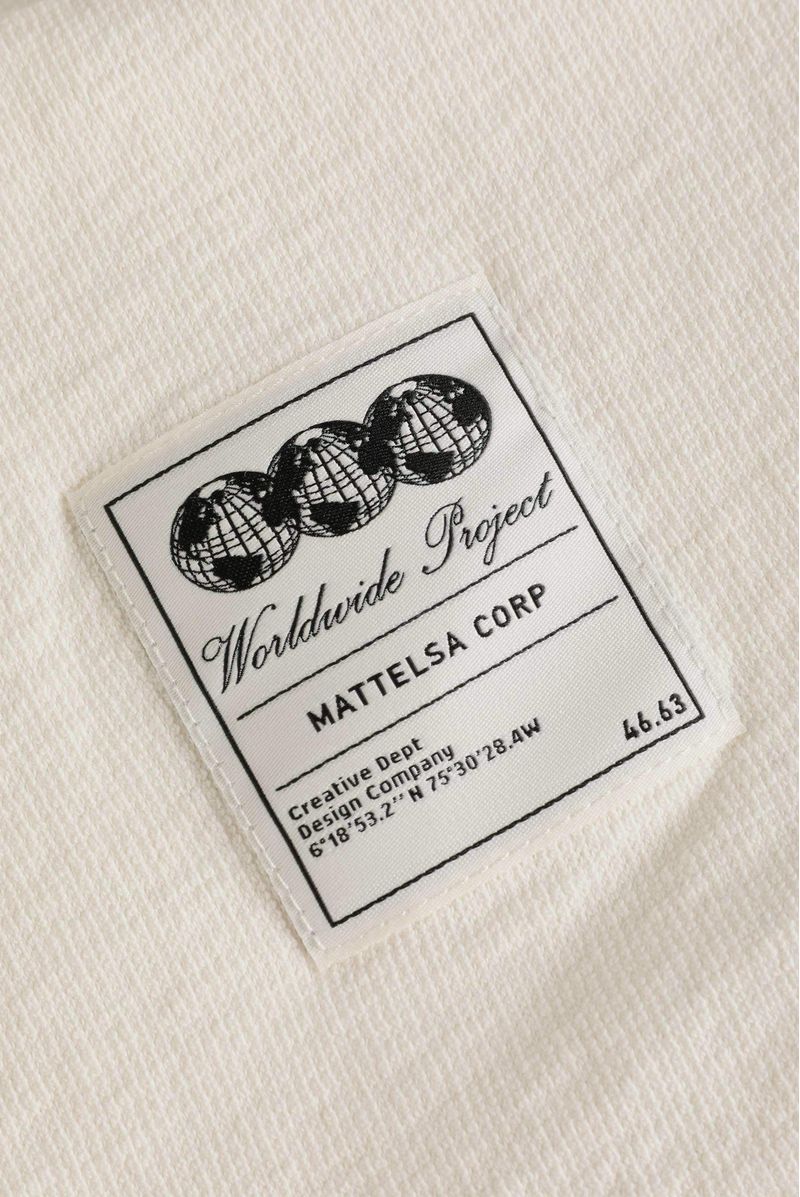 Worldwide Project
MATTELSA CORP
Creative Dept
Design Company
6°18'53.2'' N 75°30'28.4W
46.63